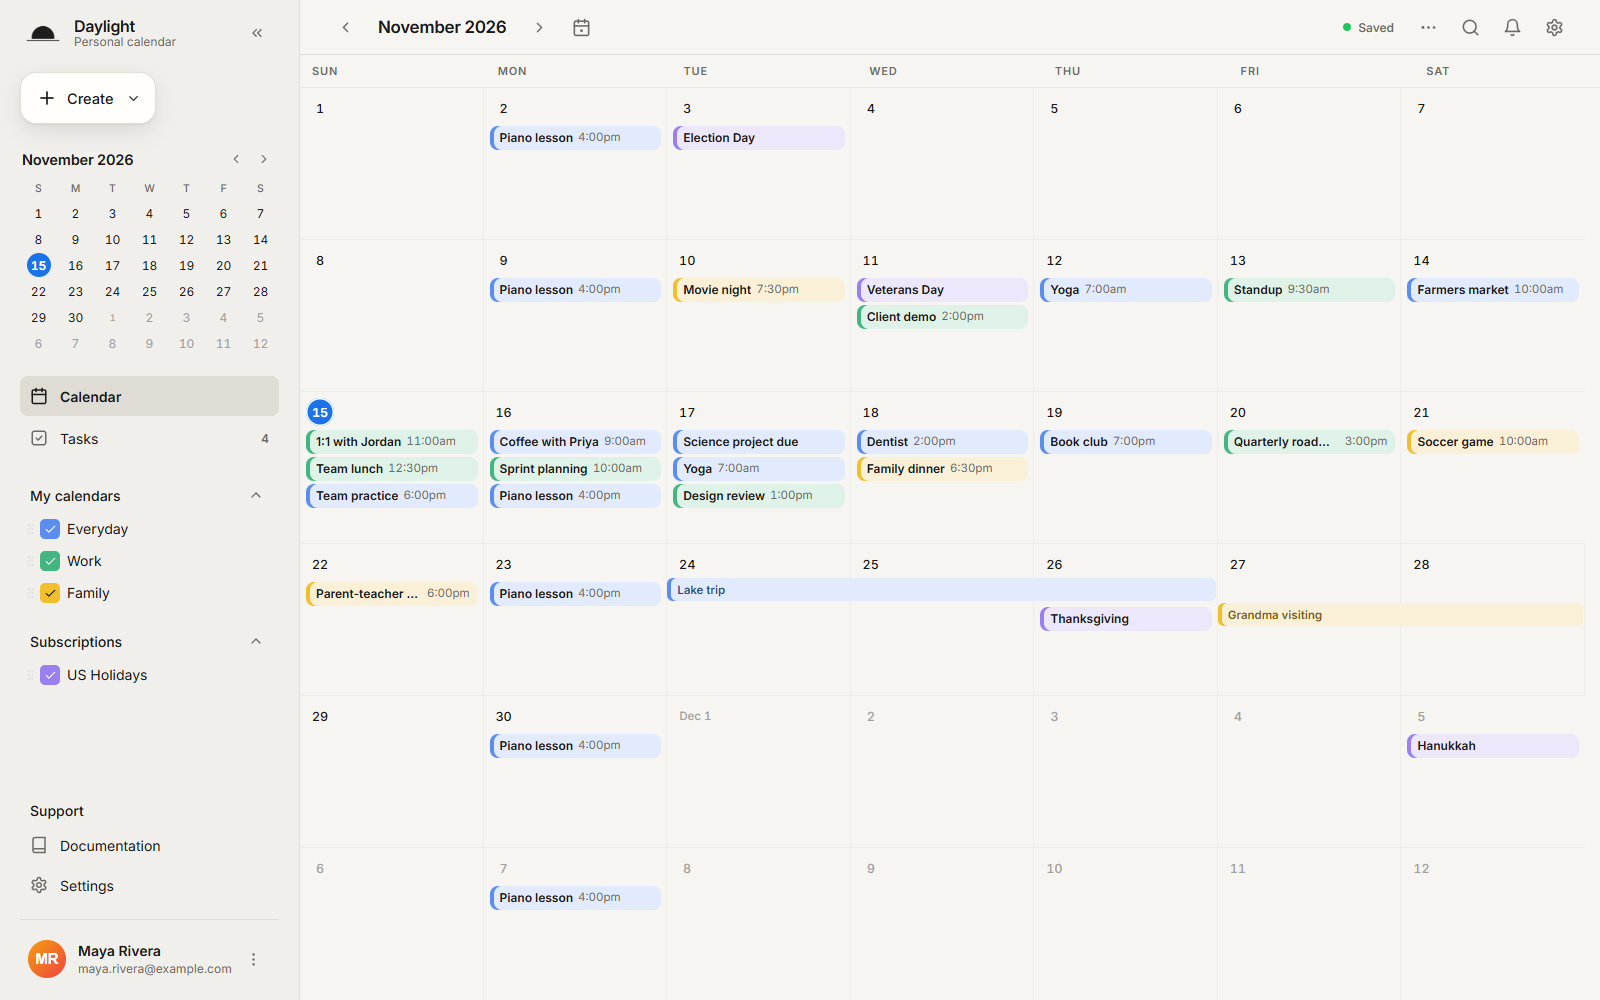 Daylight
Personal calendar
Create
November 2026
S M T W T F S
1 2 3 4 5 6 7
8 9 10 11 12 13 14
15 16 17 18 19 20 21
22 23 24 25 26 27 28
29 30 1 2 3 4 5
6 7 8 9 10 11 12
Calendar
Tasks 4
My calendars
Everyday
Work
Family
Subscriptions
US Holidays
Support
Documentation
Settings
MR
Maya Rivera
maya.rivera@example.com
November 2026
Saved
SUN MON TUE WED THU FRI SAT
1 2 3 4 5 6 7
Piano lesson 4:00pm Election Day
8 9 10 11 12 13 14
Piano lesson 4:00pm Movie night 7:30pm Veterans Day Yoga 7:00am Standup 9:30am Farmers market 10:00am
Client demo 2:00pm
15 16 17 18 19 20 21
1:1 with Jordan 11:00am Coffee with Priya 9:00am Science project due Dentist 2:00pm Book club 7:00pm Quarterly road... 3:00pm Soccer game 10:00am
Team lunch 12:30pm Sprint planning 10:00am Yoga 7:00am Family dinner 6:30pm
Team practice 6:00pm Piano lesson 4:00pm Design review 1:00pm
22 23 24 25 26 27 28
Parent-teacher ... 6:00pm Piano lesson 4:00pm Lake trip
Thanksgiving Grandma visiting
29 30 Dec 1 2 3 4 5
Piano lesson 4:00pm Hanukkah
6 7 8 9 10 11 12
Piano lesson 4:00pm